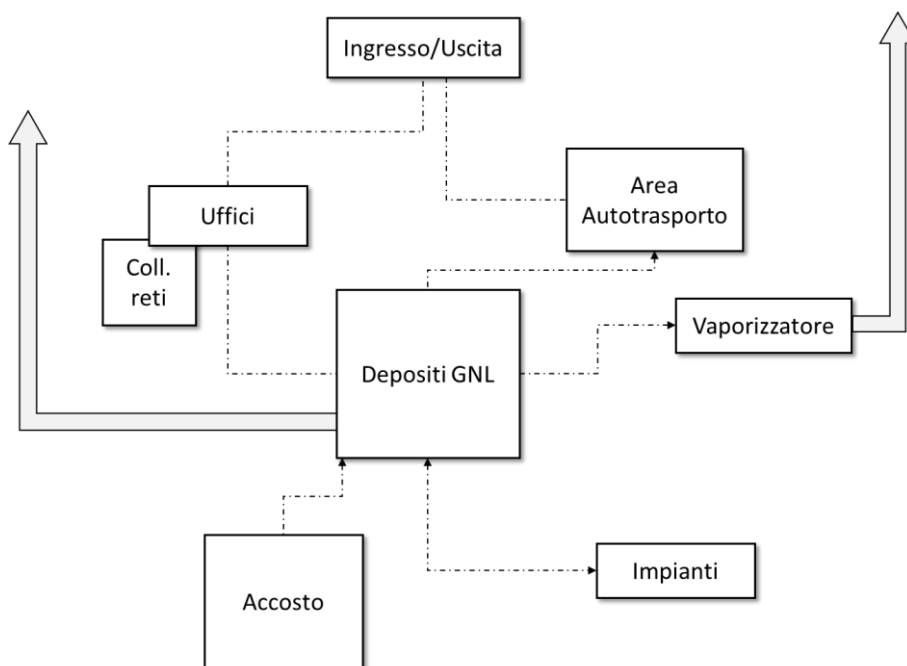 Ingresso/Uscita
Area
Autotrasporto
Uffici
Coll.
reti
Vaporizzatore
Depositi GNL
Impianti
Accosto